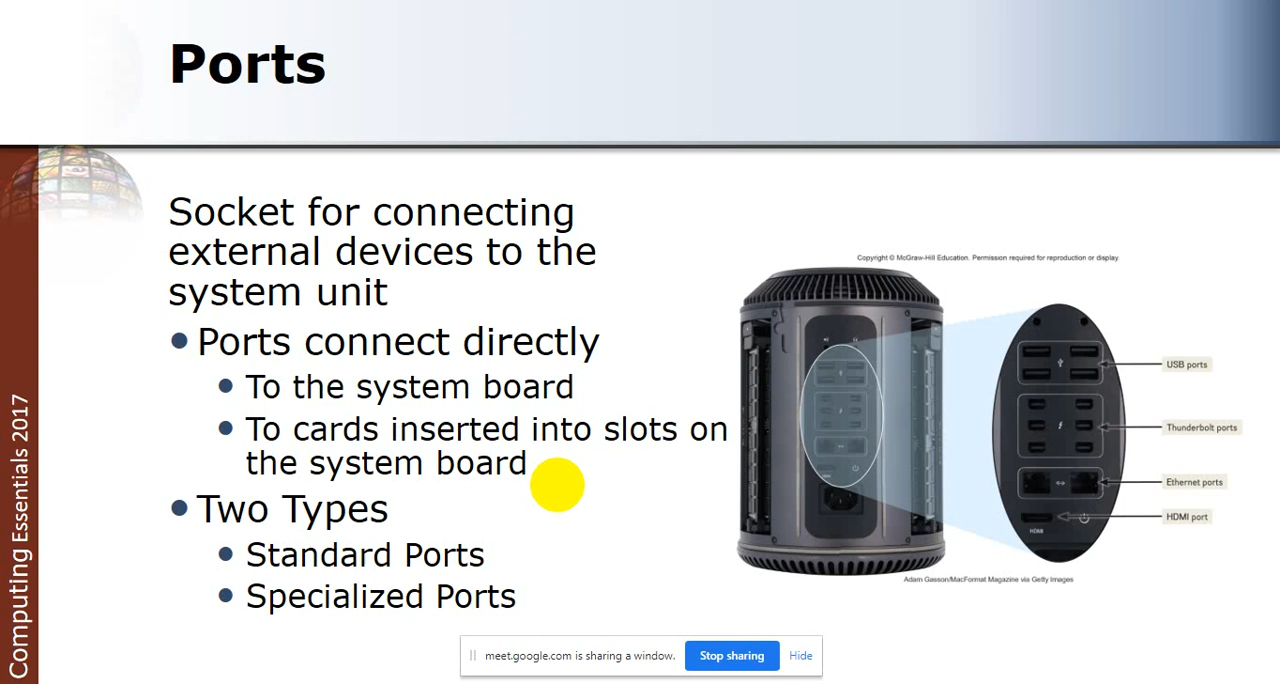 Ports
Computing Essentials 2017
Socket for connecting
external devices to the
system unit
Ports connect directly
To the system board
To cards inserted into slots on
the system board
Two Types
Standard Ports
Specialized Ports
Copyright © McGraw-Hill Education. Permission required for reproduction or display.
USB ports
Thunderbolt ports
Ethernet ports
HDMI port
HDMI
Adam Gasson/MacFormat Magazine via Getty Images
meet.google.com is sharing a window.
Stop sharing
Hide